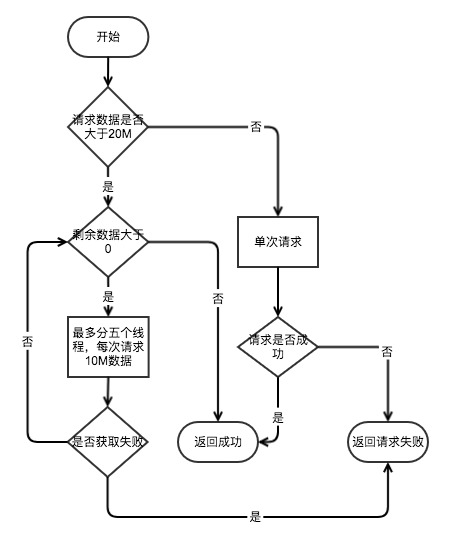 开始
请求数据是否
大于20M
否
是
剩余数据大于
0
单次请求
是
否
最多分五个线
程，每次请求
10M数据
请求是否成
功
否
否
是
是否获取失败
返回成功
返回请求失败
是